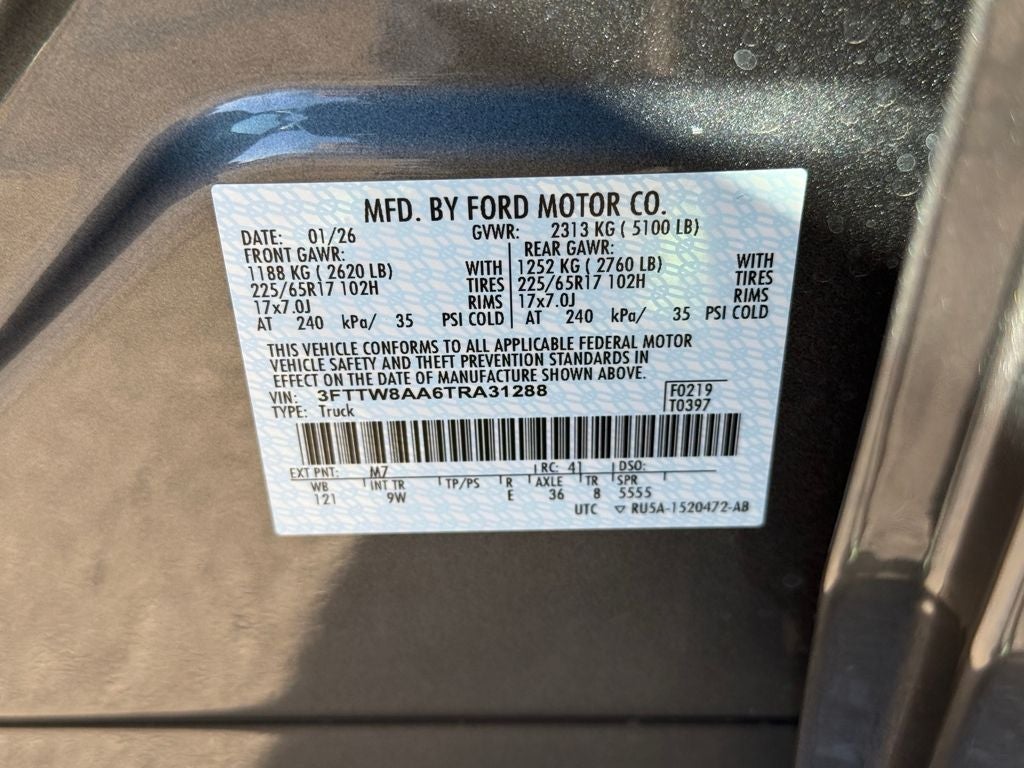 MFD. BY FORD MOTOR CO.
DATE: 01/26 GVWR: 2313 KG ( 5100 LB)
FRONT GAWR: REAR GAWR:
1188 KG ( 2620 LB) WITH 1252 KG ( 2760 LB) WITH
225/65R17 102H TIRES 225/65R17 102H TIRES
17x7.0J RIMS 17x7.0J RIMS
AT 240 kPa/ 35 PSI COLD AT 240 kPa/ 35 PSI COLD
THIS VEHICLE CONFORMS TO ALL APPLICABLE FEDERAL MOTOR
VEHICLE SAFETY AND THEFT PREVENTION STANDARDS IN
EFFECT ON THE DATE OF MANUFACTURE SHOWN ABOVE.
VIN: 3FTTW8AA6TRA31288 F0219
TYPE: Truck T0397
EXT PNT: M7 RC: 41 DSO:
WB INT TR TP/PS R AXLE TR SPR
121 9W E 36 8 5555
UTC ▽ RU5A-1520472-AB